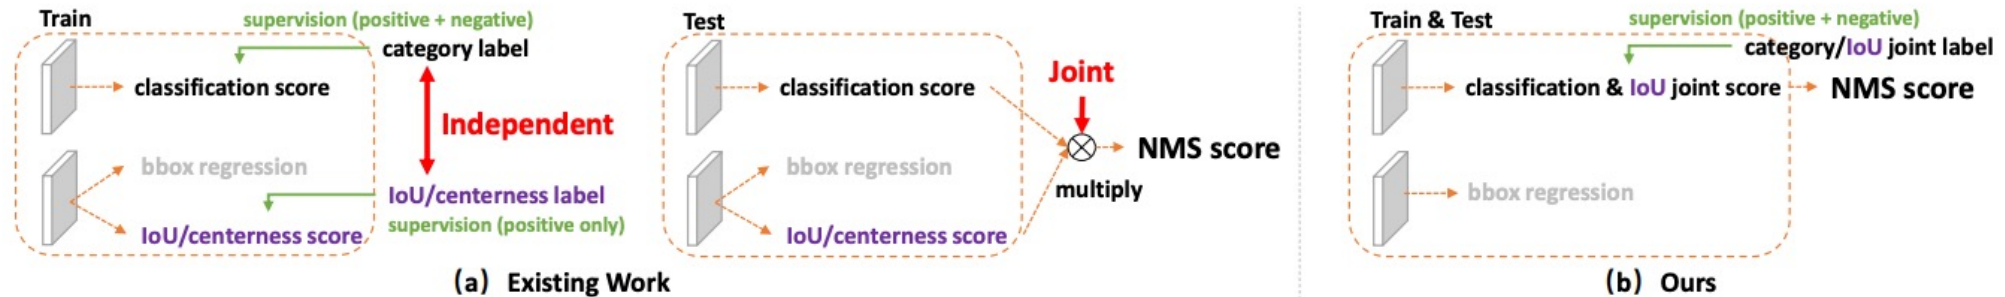 Train
supervision (positive + negative)
category label
classification score
Independent
bbox regression
IoU/centerness label
supervision (positive only)
IoU/centerness score
Test
classification score
Joint
NMS score
multiply
bbox regression
IoU/centerness score
(a) Existing Work
Train & Test
supervision (positive + negative)
category/IoU joint label
classification & IoU joint score
NMS score
bbox regression
(b) Ours